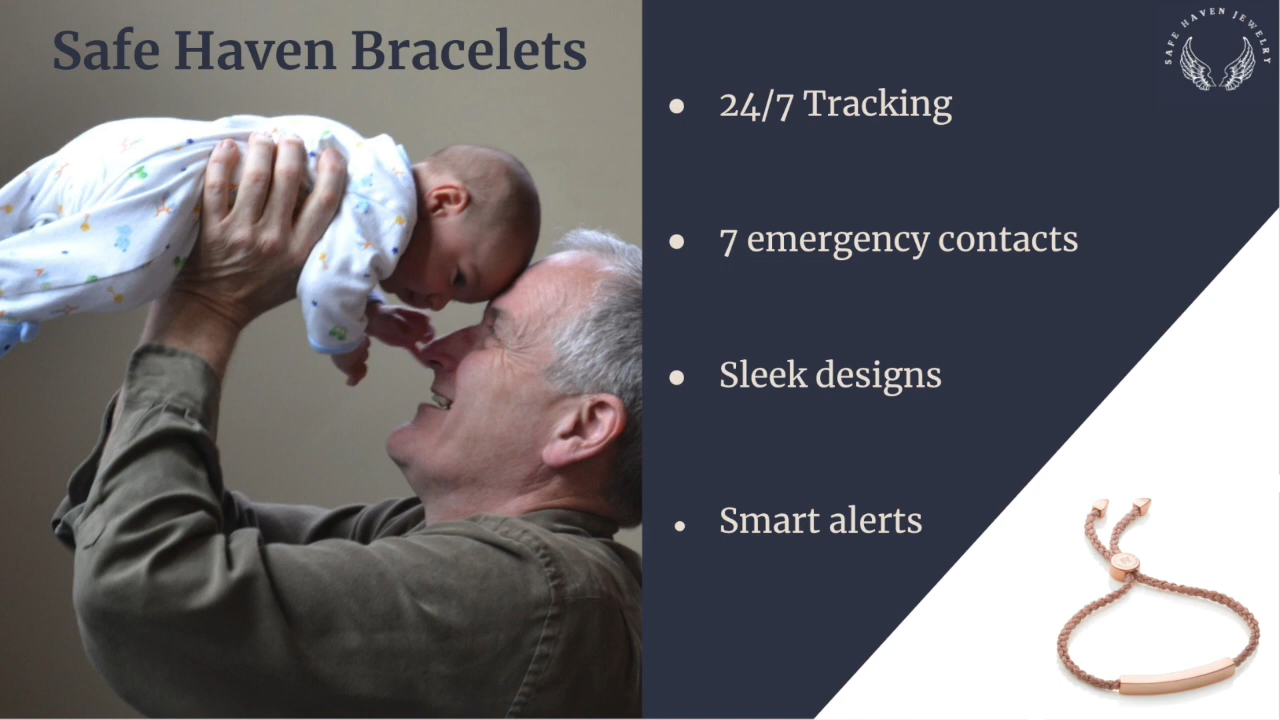 Safe Haven Bracelets
SAFE HAVEN JEWELRY
• 24/7 Tracking
• 7 emergency contacts
• Sleek designs
• Smart alerts